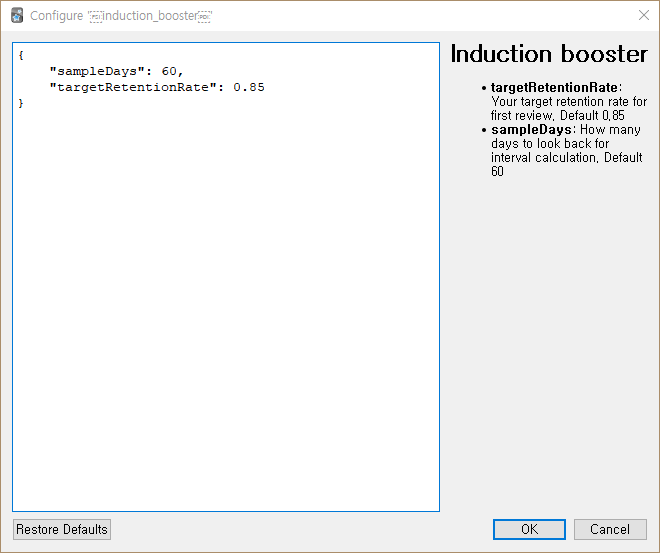 Configure 'induction_booster'
{
    "sampleDays": 60,
    "targetRetentionRate": 0.85
}
Induction booster
• targetRetentionRate:
Your target retention rate for
first review, Default 0,85
• sampleDays: How many
days to look back for
interval calculation, Default
60
Restore Defaults
OK
Cancel